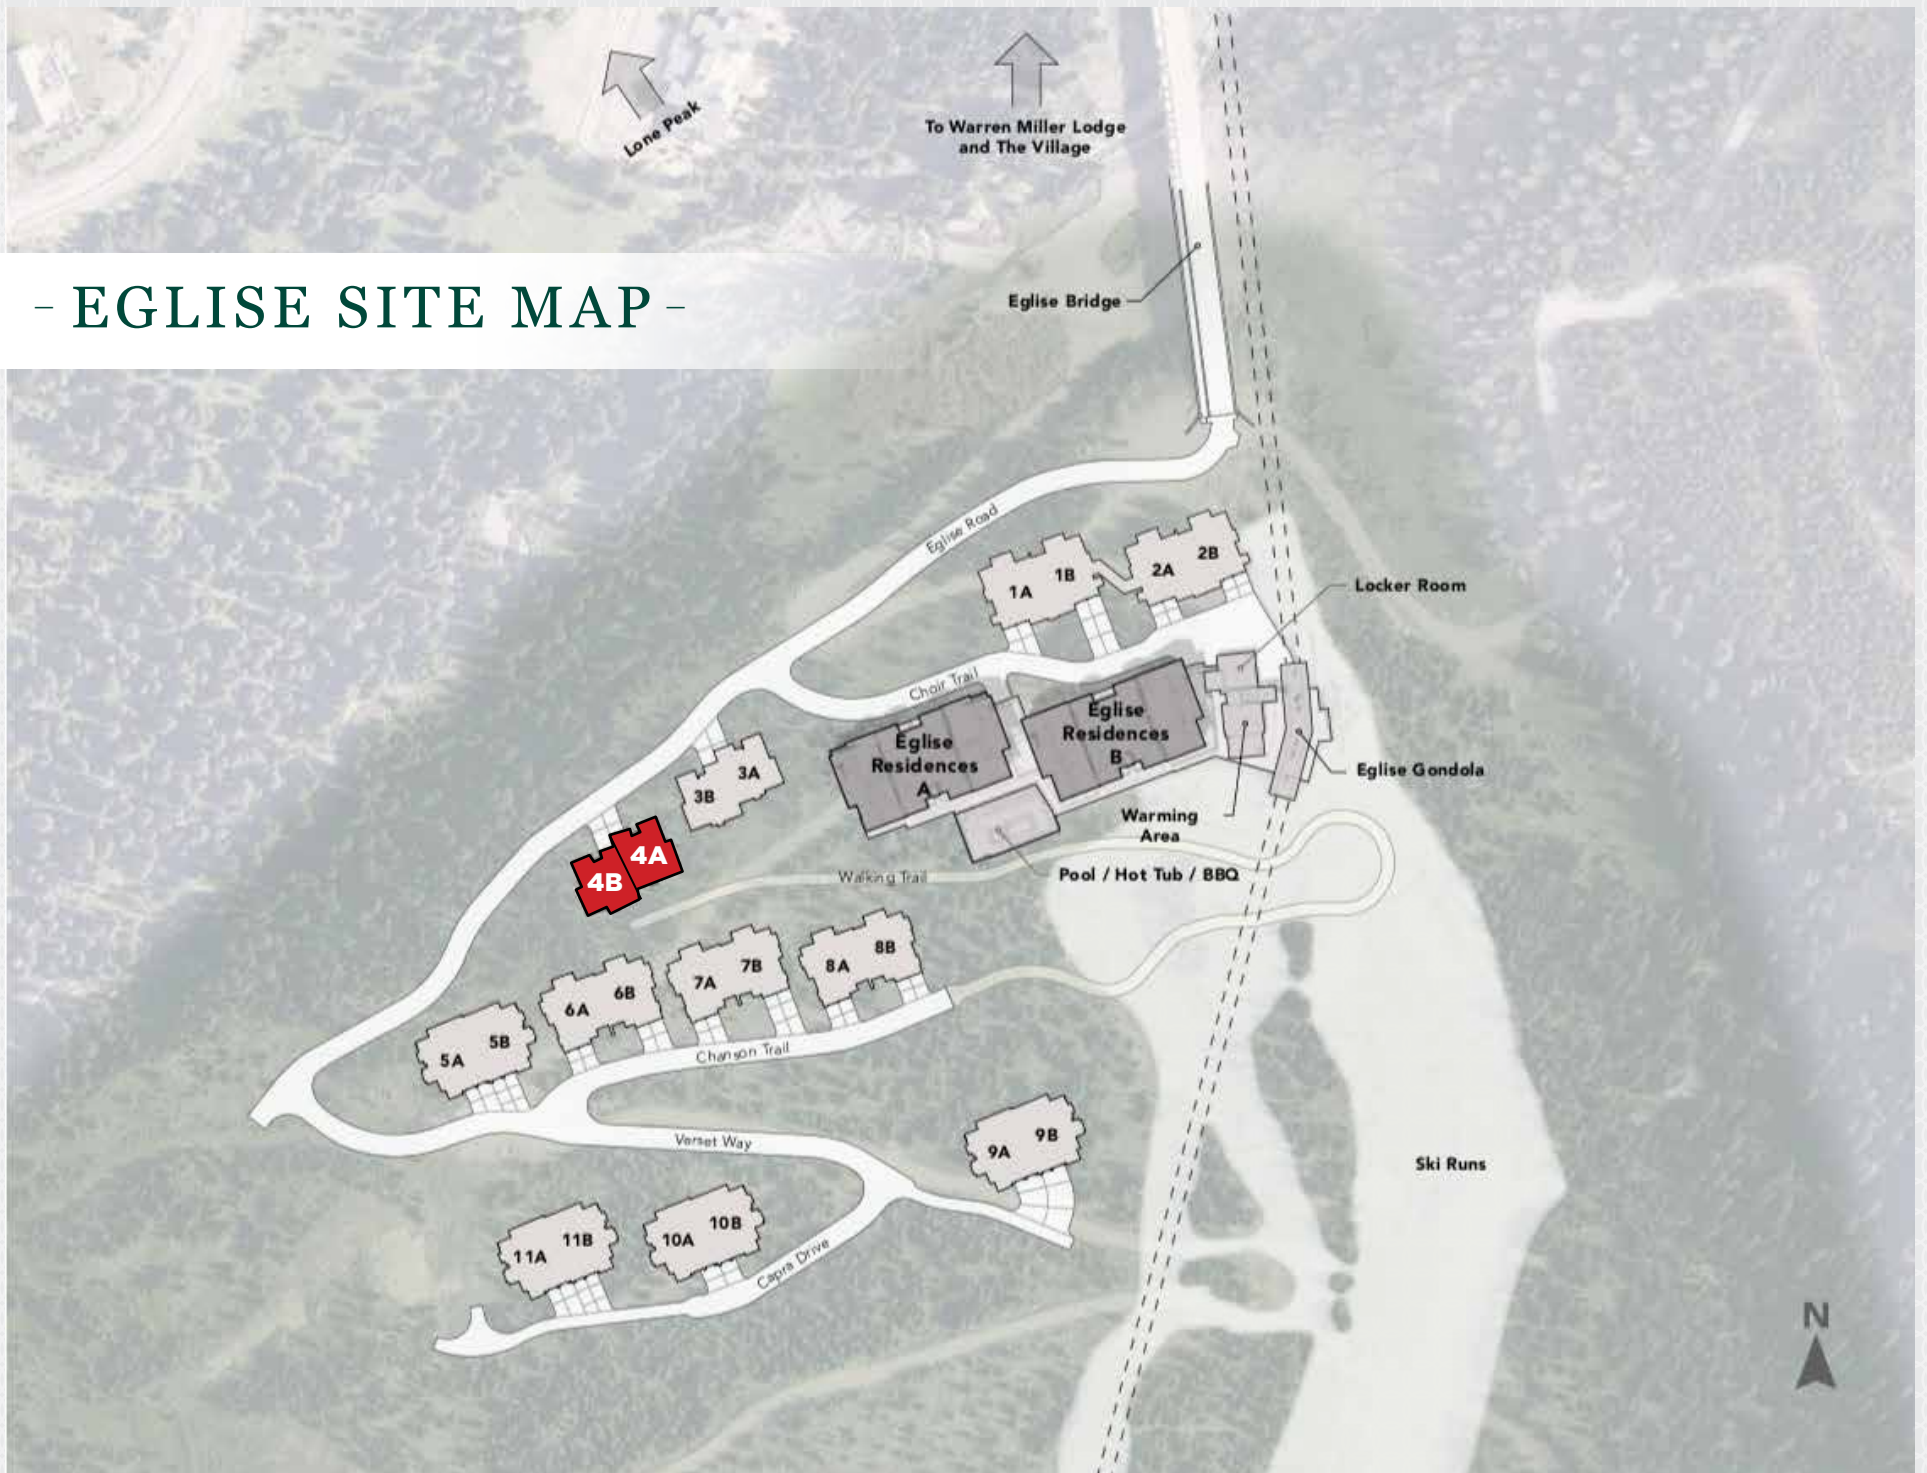 Lone Peak
To Warren Miller Lodge
and The Village
- EGLISE SITE MAP -
Eglise Bridge
Eglise Road
1A
1B
2A
2B
Locker Room
Choir Trail
Eglise
Residences
A
Eglise
Residences
B
3A
3B
Eglise Gondola
Warming
Area
4A
4B
Walking Trail
Pool / Hot Tub / BBQ
5A
5B
6A
6B
7A
7B
8A
8B
Chanson Trail
Verset Way
9A
9B
Ski Runs
10A
10B
11A
11B
Capra Drive
N